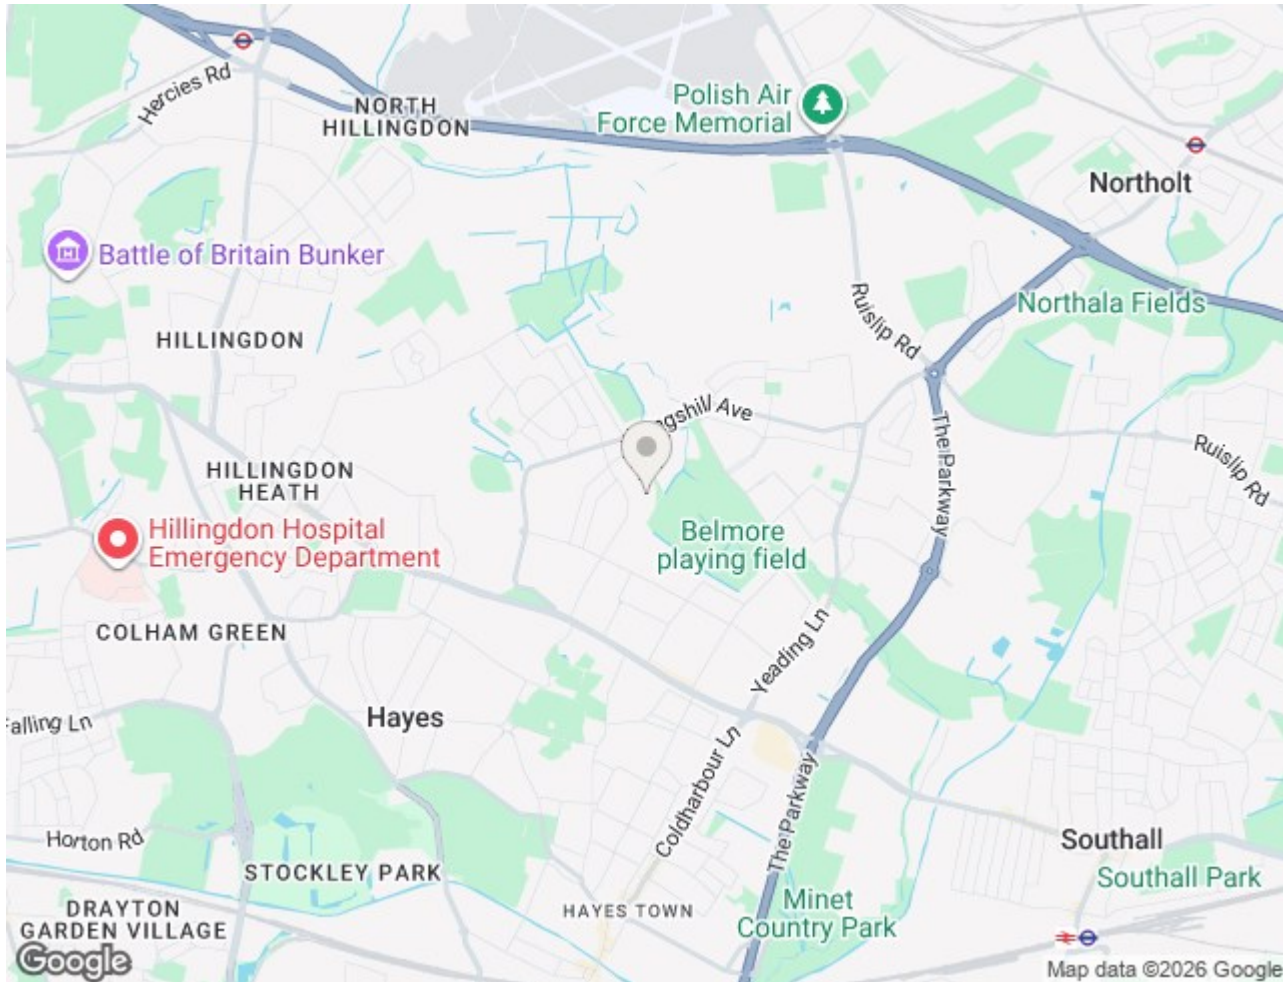 Hercies Rd
NORTH
HILLINGDON
Polish Air
Force Memorial
Northolt
Battle of Britain Bunker
Ruislip Rd
Northala Fields
HILLINGDON
The Parkway
Ruislip Rd
HILLINGDON
HEATH
Hillingdon Hospital
Emergency Department
Belmore
playing field
COLHAM GREEN
Yeading Ln
Falling Ln
Hayes
Coldharbour Ln
The Parkway
Horton Rd
STOCKLEY PARK
Southall
Southall Park
DRAYTON
GARDEN VILLAGE
HAYES TOWN
Minet
Country Park
Google
Map data ©2026 Google
Ave